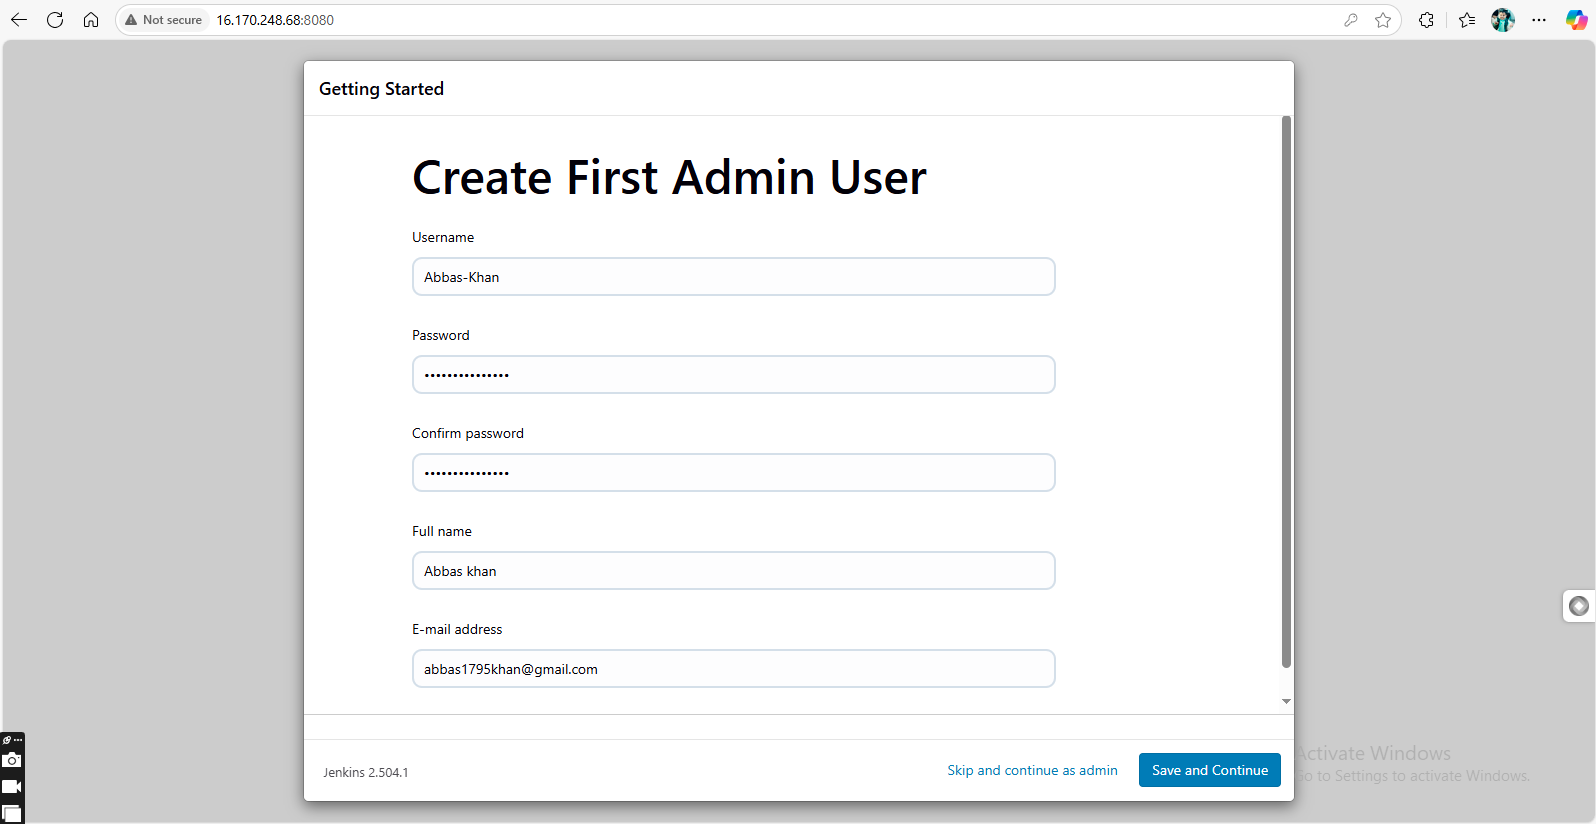 Not secure 16.170.248.68:8080
Getting Started
Create First Admin User
Username
Abbas-Khan
Password
•••••••••••••••
Confirm password
•••••••••••••••
Full name
Abbas khan
E-mail address
abbas1795khan@gmail.com
Activate Windows
Go to Settings to activate Windows.
Jenkins 2.504.1
Skip and continue as admin
Save and Continue